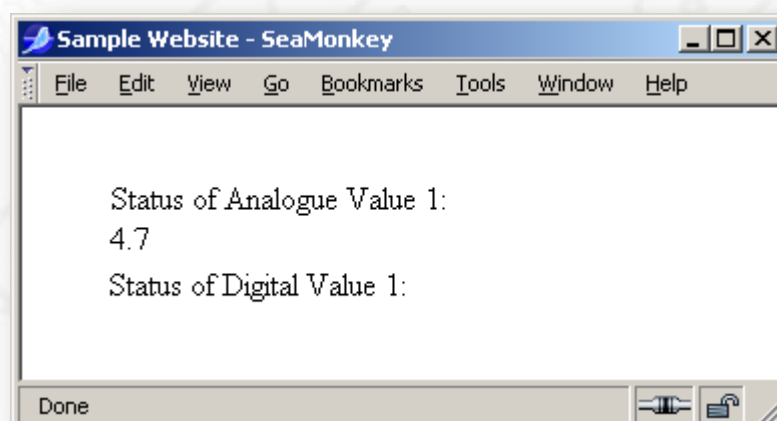 Sample Website - SeaMonkey
File Edit View Go Bookmarks Tools Window Help
Status of Analogue Value 1:
4.7
Status of Digital Value 1:
Done